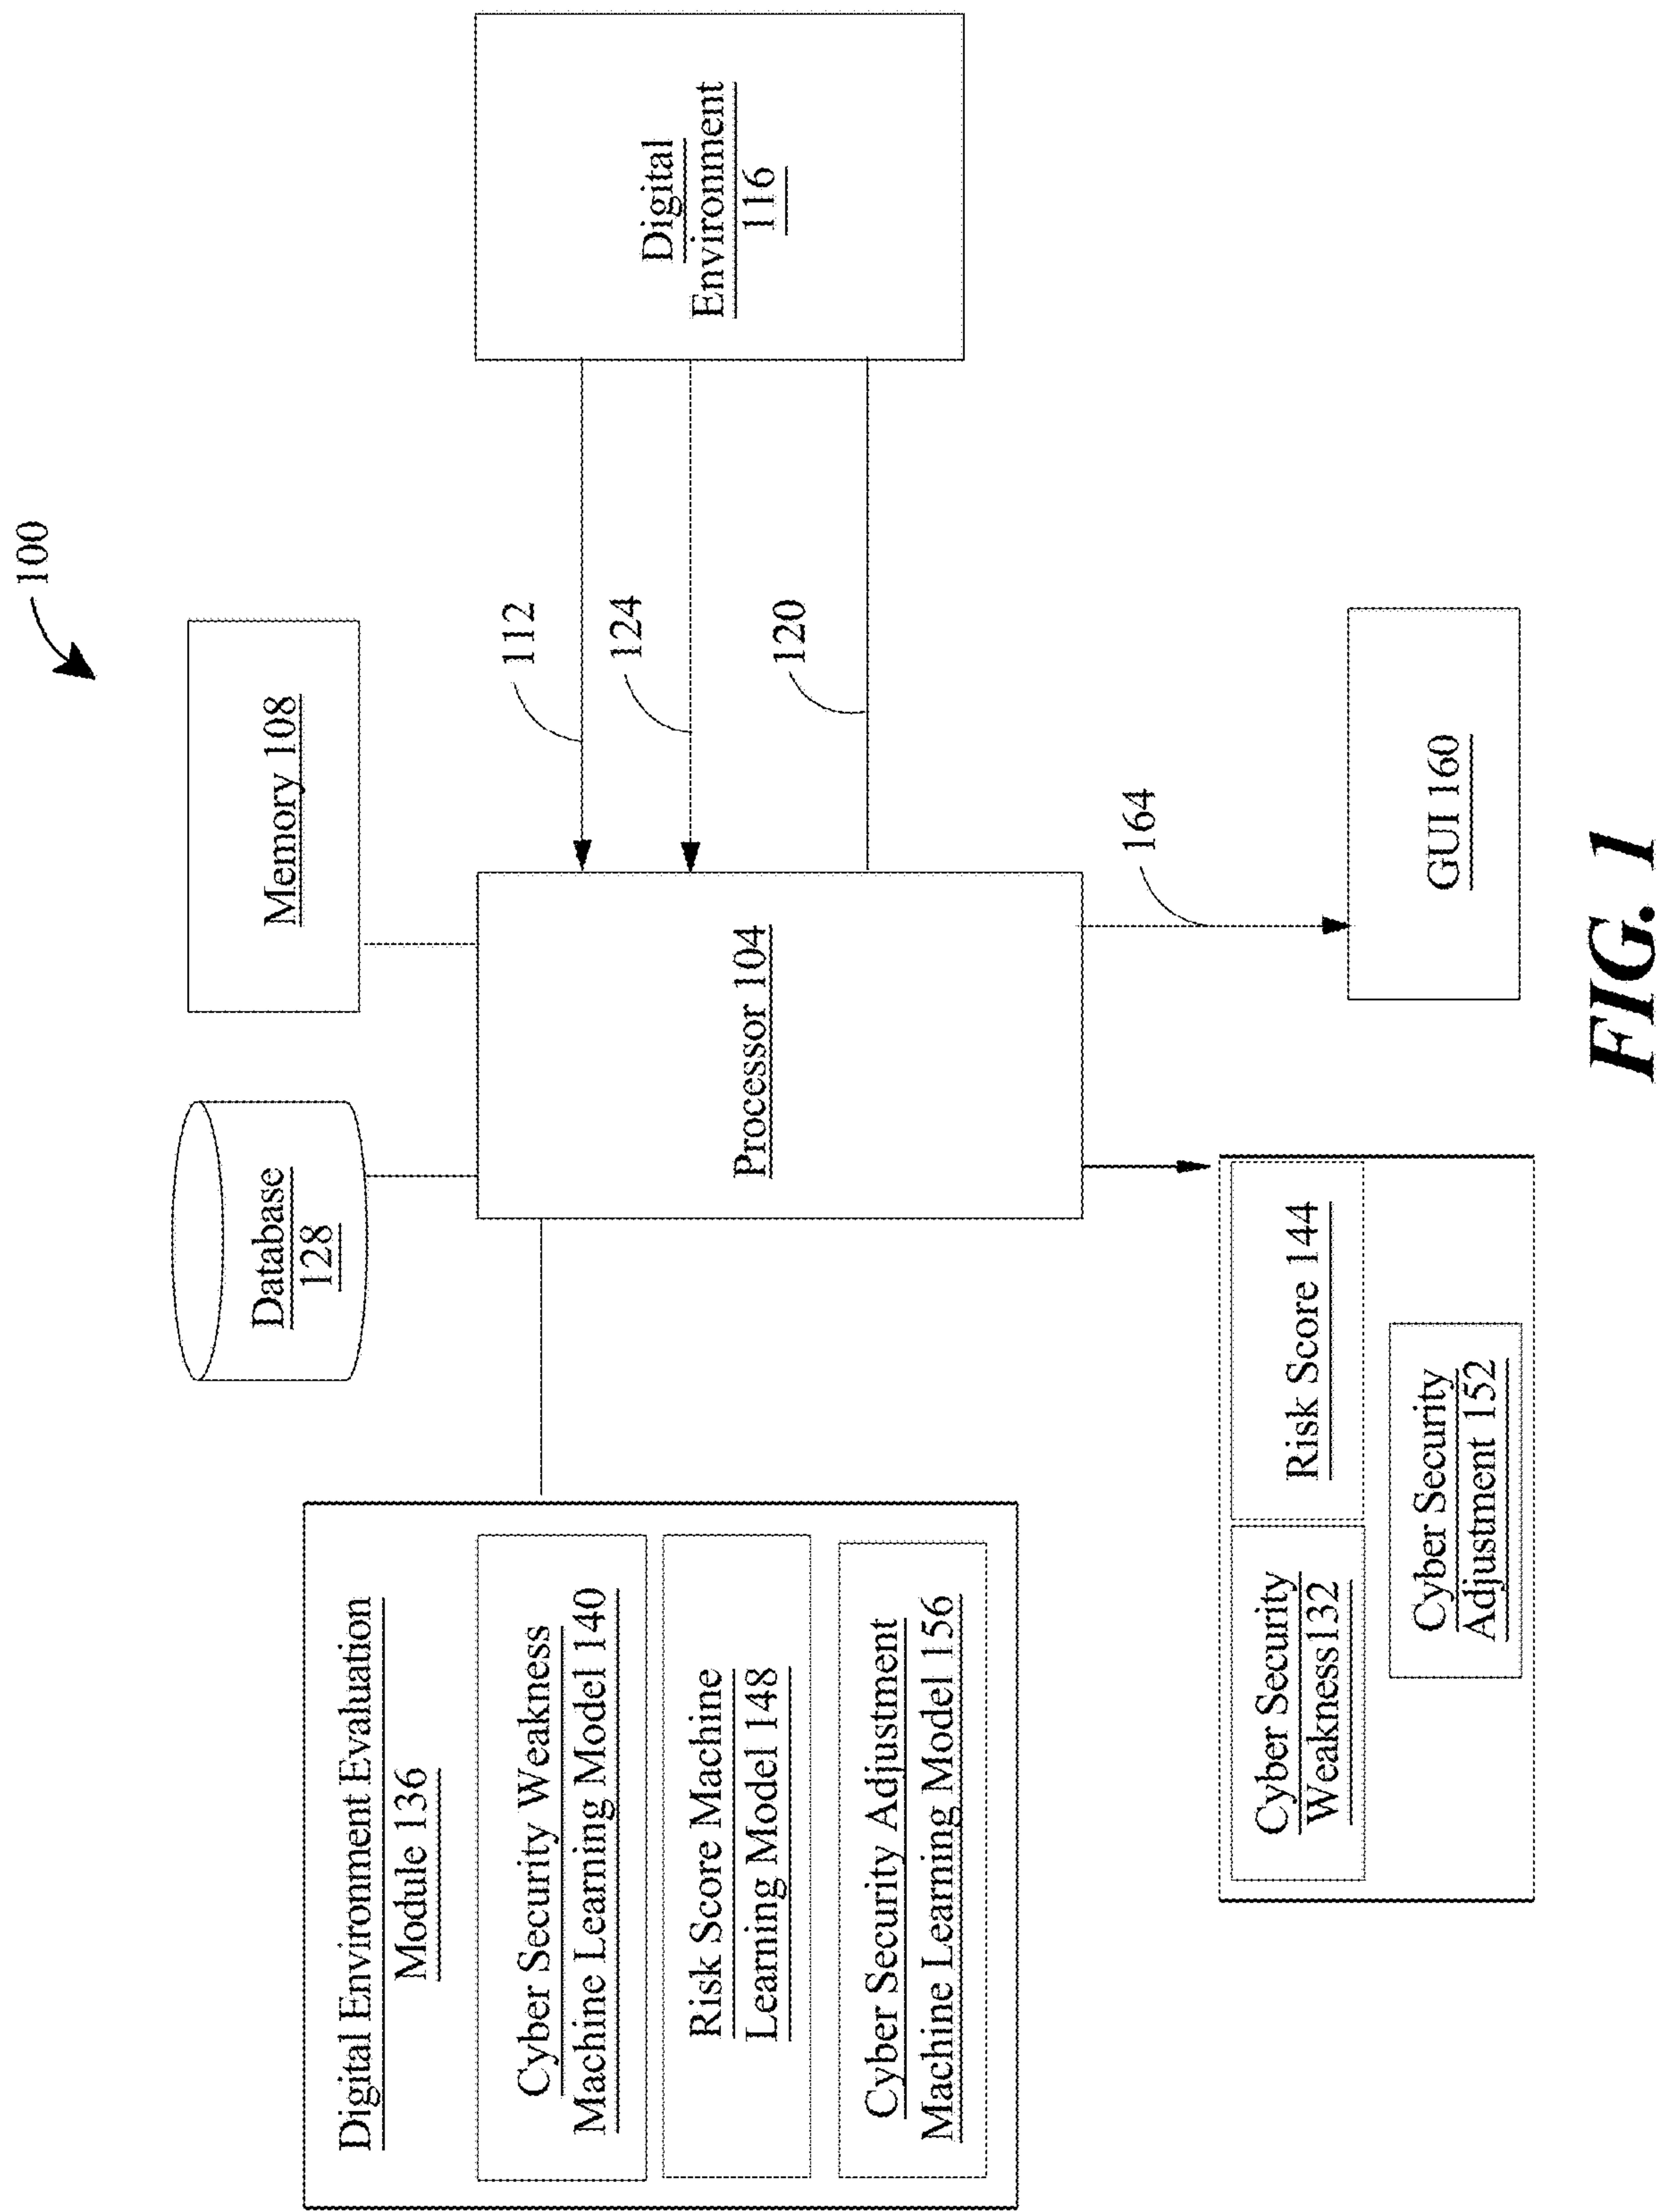 100
Database
128
Memory 108
Digital Environment Evaluation
Module 136
Cyber Security Weakness
Machine Learning Model 140
Risk Score Machine
Learning Model 148
Cyber Security Adjustment
Machine Learning Model 156
Processor 104
112
124
120
Digital
Environment
116
164
Cyber Security
Weakness132
Risk Score 144
Cyber Security
Adjustment 152
GUI 160
FIG. 1